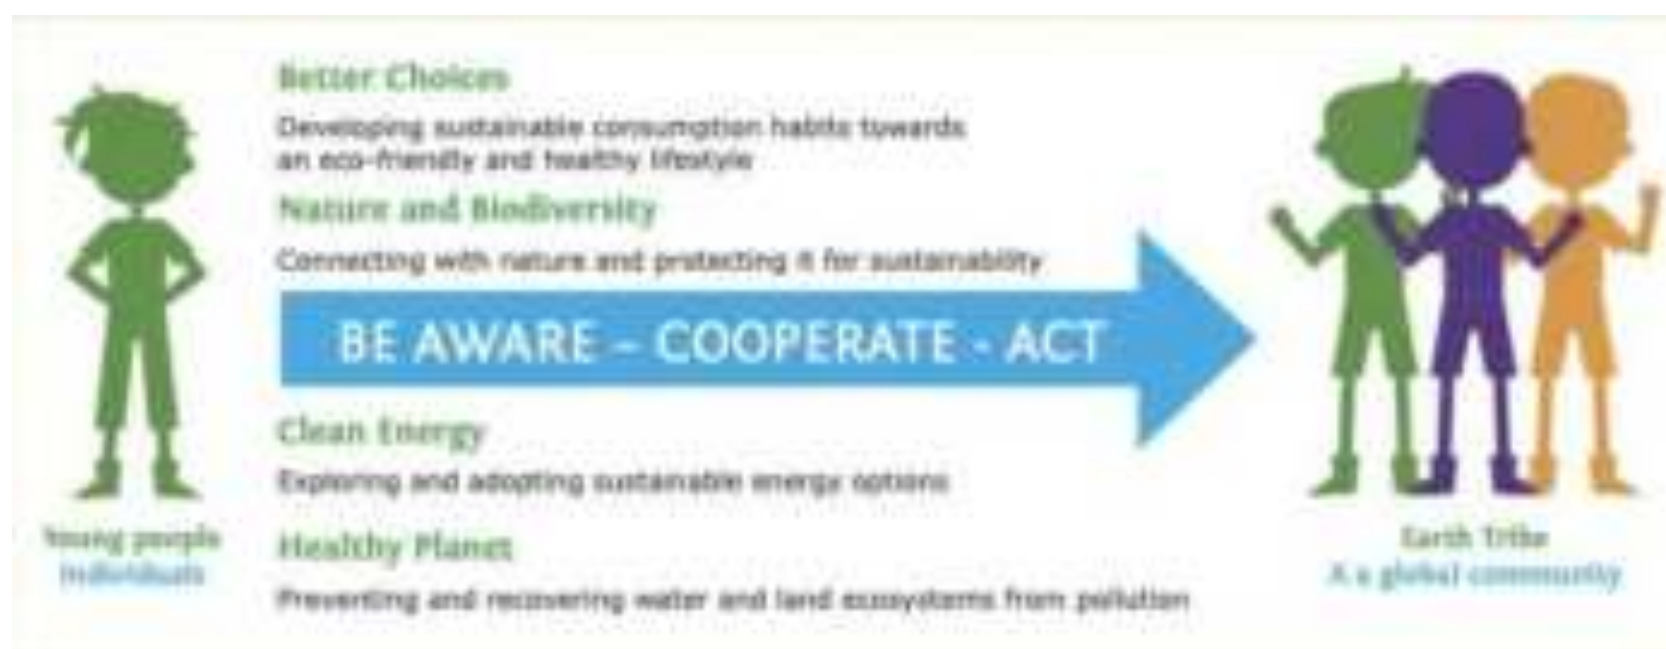 Better Choices
Developing sustainable consumption habits towards
an eco-friendly and healthy lifestyle
Nature and Biodiversity
Connecting with nature and protecting it for sustainability
BE AWARE – COOPERATE - ACT
Clean Energy
Exploring and adopting sustainable energy options
Healthy Planet
Preventing and recovering water and land ecosystems from pollution
Young people
Individuals
Earth Tribe
A a global community